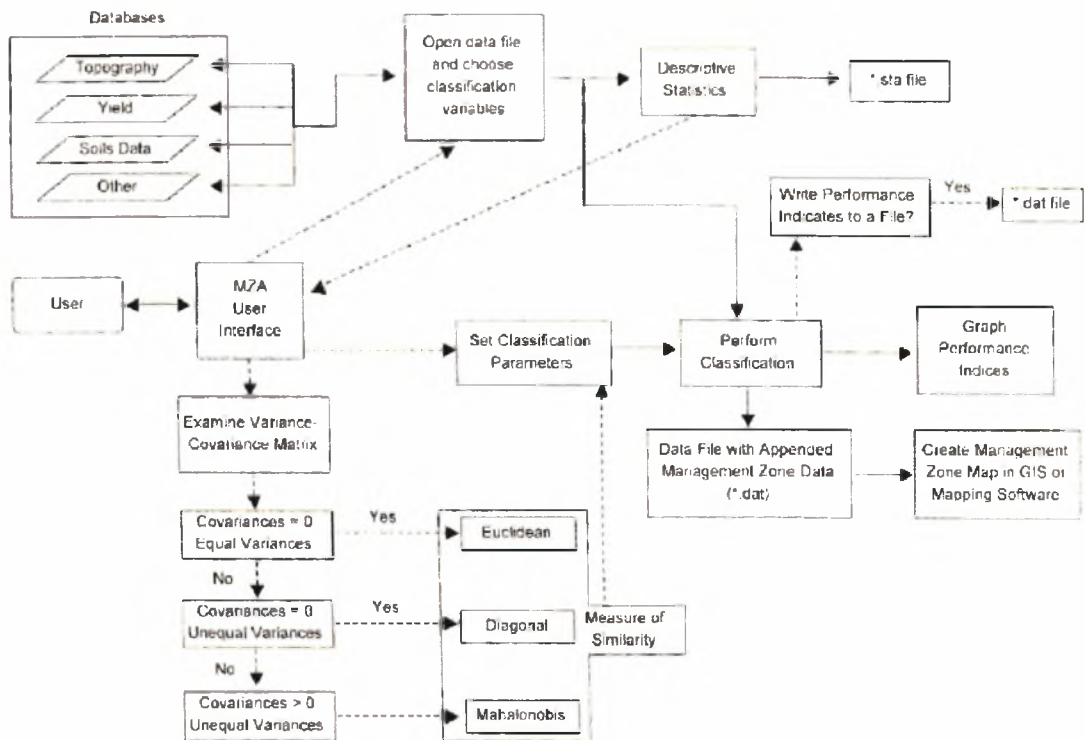 Databases
Topography
Yield
Soils Data
Other
Open data file
and choose
classification
variables
Descriptive
Statistics
*.sta file
Write Performance
Indicates to a File?
Yes
*.dat file
User
MZA
User
Interface
Set Classification
Parameters
Perform
Classification
Graph
Performance
Indices
Examine Variance-
Covariance Matrix
Data File with Appended
Management Zone Data
(*.dat)
Create Management
Zone Map in GIS or
Mapping Software
Covariances = 0
Equal Variances
Yes
Euclidean
No
Covariances = 0
Unequal Variances
Yes
Diagonal
Measure of
Similarity
No
Covariances > 0
Unequal Variances
Mahalonobis